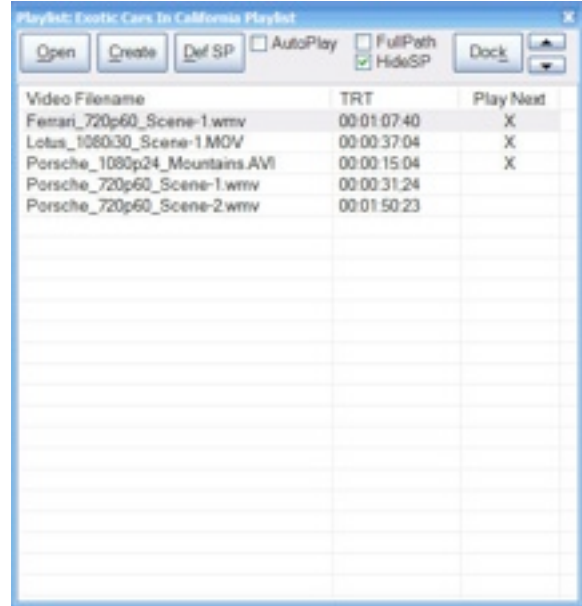 Playlist: Exotic Cars In California Playlist
Open Create Def SP AutoPlay FullPath HideSP Dock
Video Filename TRT Play Next
Ferrari_720p60_Scene-1.wmv 00:01:07:40 X
Lotus_1080i30_Scene-1.MOV 00:00:37:04 X
Porsche_1080p24_Mountains.AVI 00:00:15:04 X
Porsche_720p60_Scene-1.wmv 00:00:31:24
Porsche_720p60_Scene-2.wmv 00:01:50:23